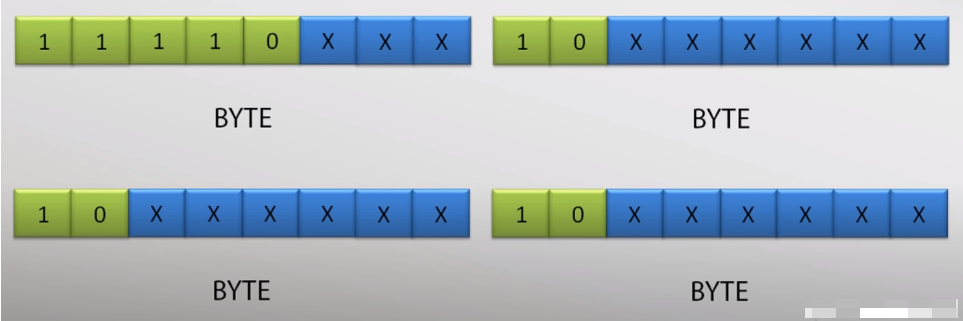 1 1 1 1 0 X X X 1 0 X X X X X X
BYTE BYTE
1 0 X X X X X X 1 0 X X X X X X
BYTE BYTE